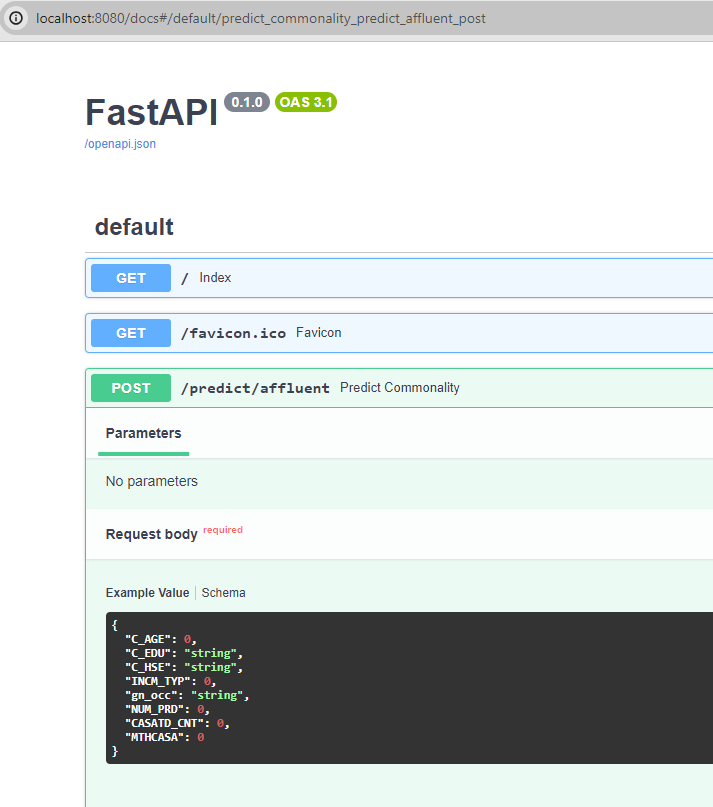 localhost:8080/docs#/default/predict_commonality_predict_affluent_post
FastAPI 0.1.0 OAS 3.1
/openapi.json
default
GET / Index
GET /favicon.ico Favicon
POST /predict/affluent Predict Commonality
Parameters
No parameters
Request body required
Example Value Schema
{
  "C_AGE": 0,
  "C_EDU": "string",
  "C_HSE": "string",
  "INCM_TYP": 0,
  "gn_occ": "string",
  "NUM_PRD": 0,
  "CASATD_CNT": 0,
  "MTHCASA": 0
}